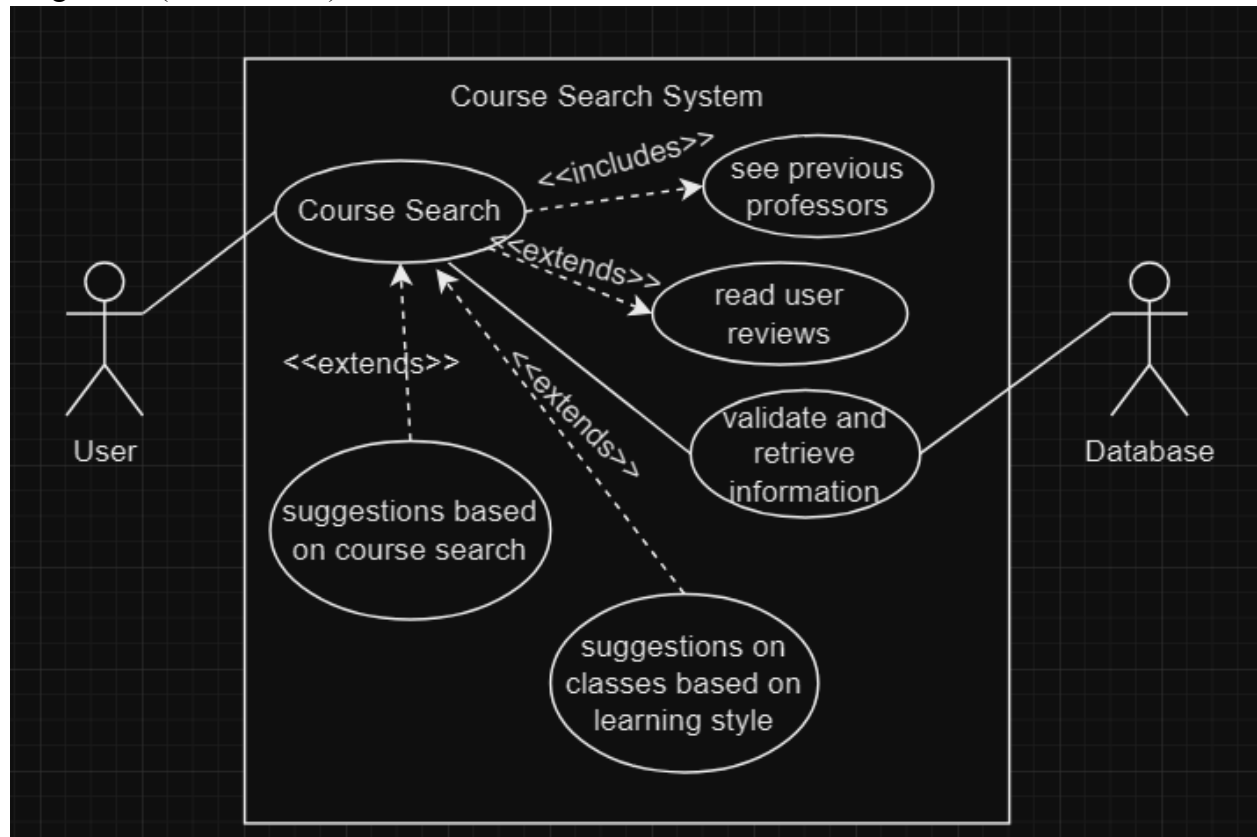 Course Search System
<<includes>>
see previous
professors
Course Search
<<extends>>
read user
reviews
<<extends>>
<<extends>>
validate and
retrieve
information
User
Database
suggestions based
on course search
suggestions on
classes based on
learning style